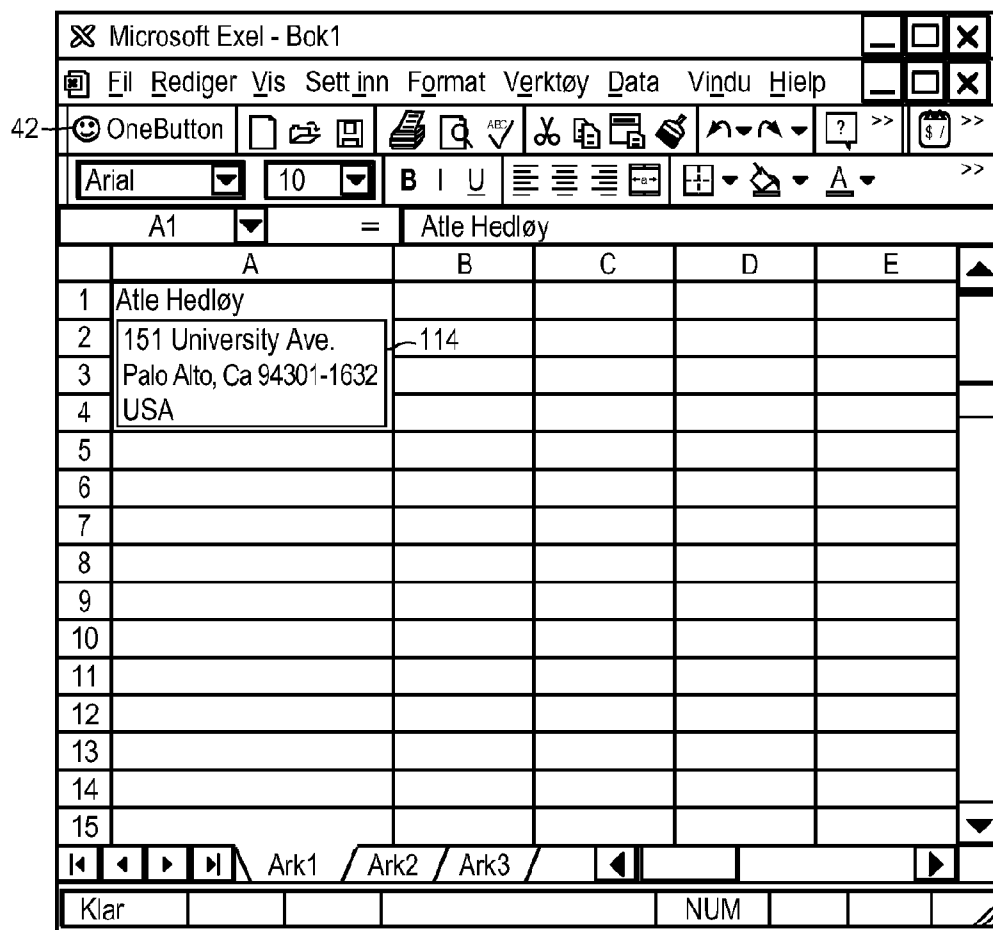 Microsoft Exel - Bok1
Fil Rediger Vis Sett inn Format Verktøy Data Vindu Hielp
42 OneButton ABC ? >> $ / >>
Arial 10 B I U a A >>
A1 = Atle Hedløy
A B C D E
1 Atle Hedløy
2 151 University Ave. 114
3 Palo Alto, Ca 94301-1632
4 USA
5
6
7
8
9
10
11
12
13
14
15
Ark1 Ark2 Ark3
Klar NUM